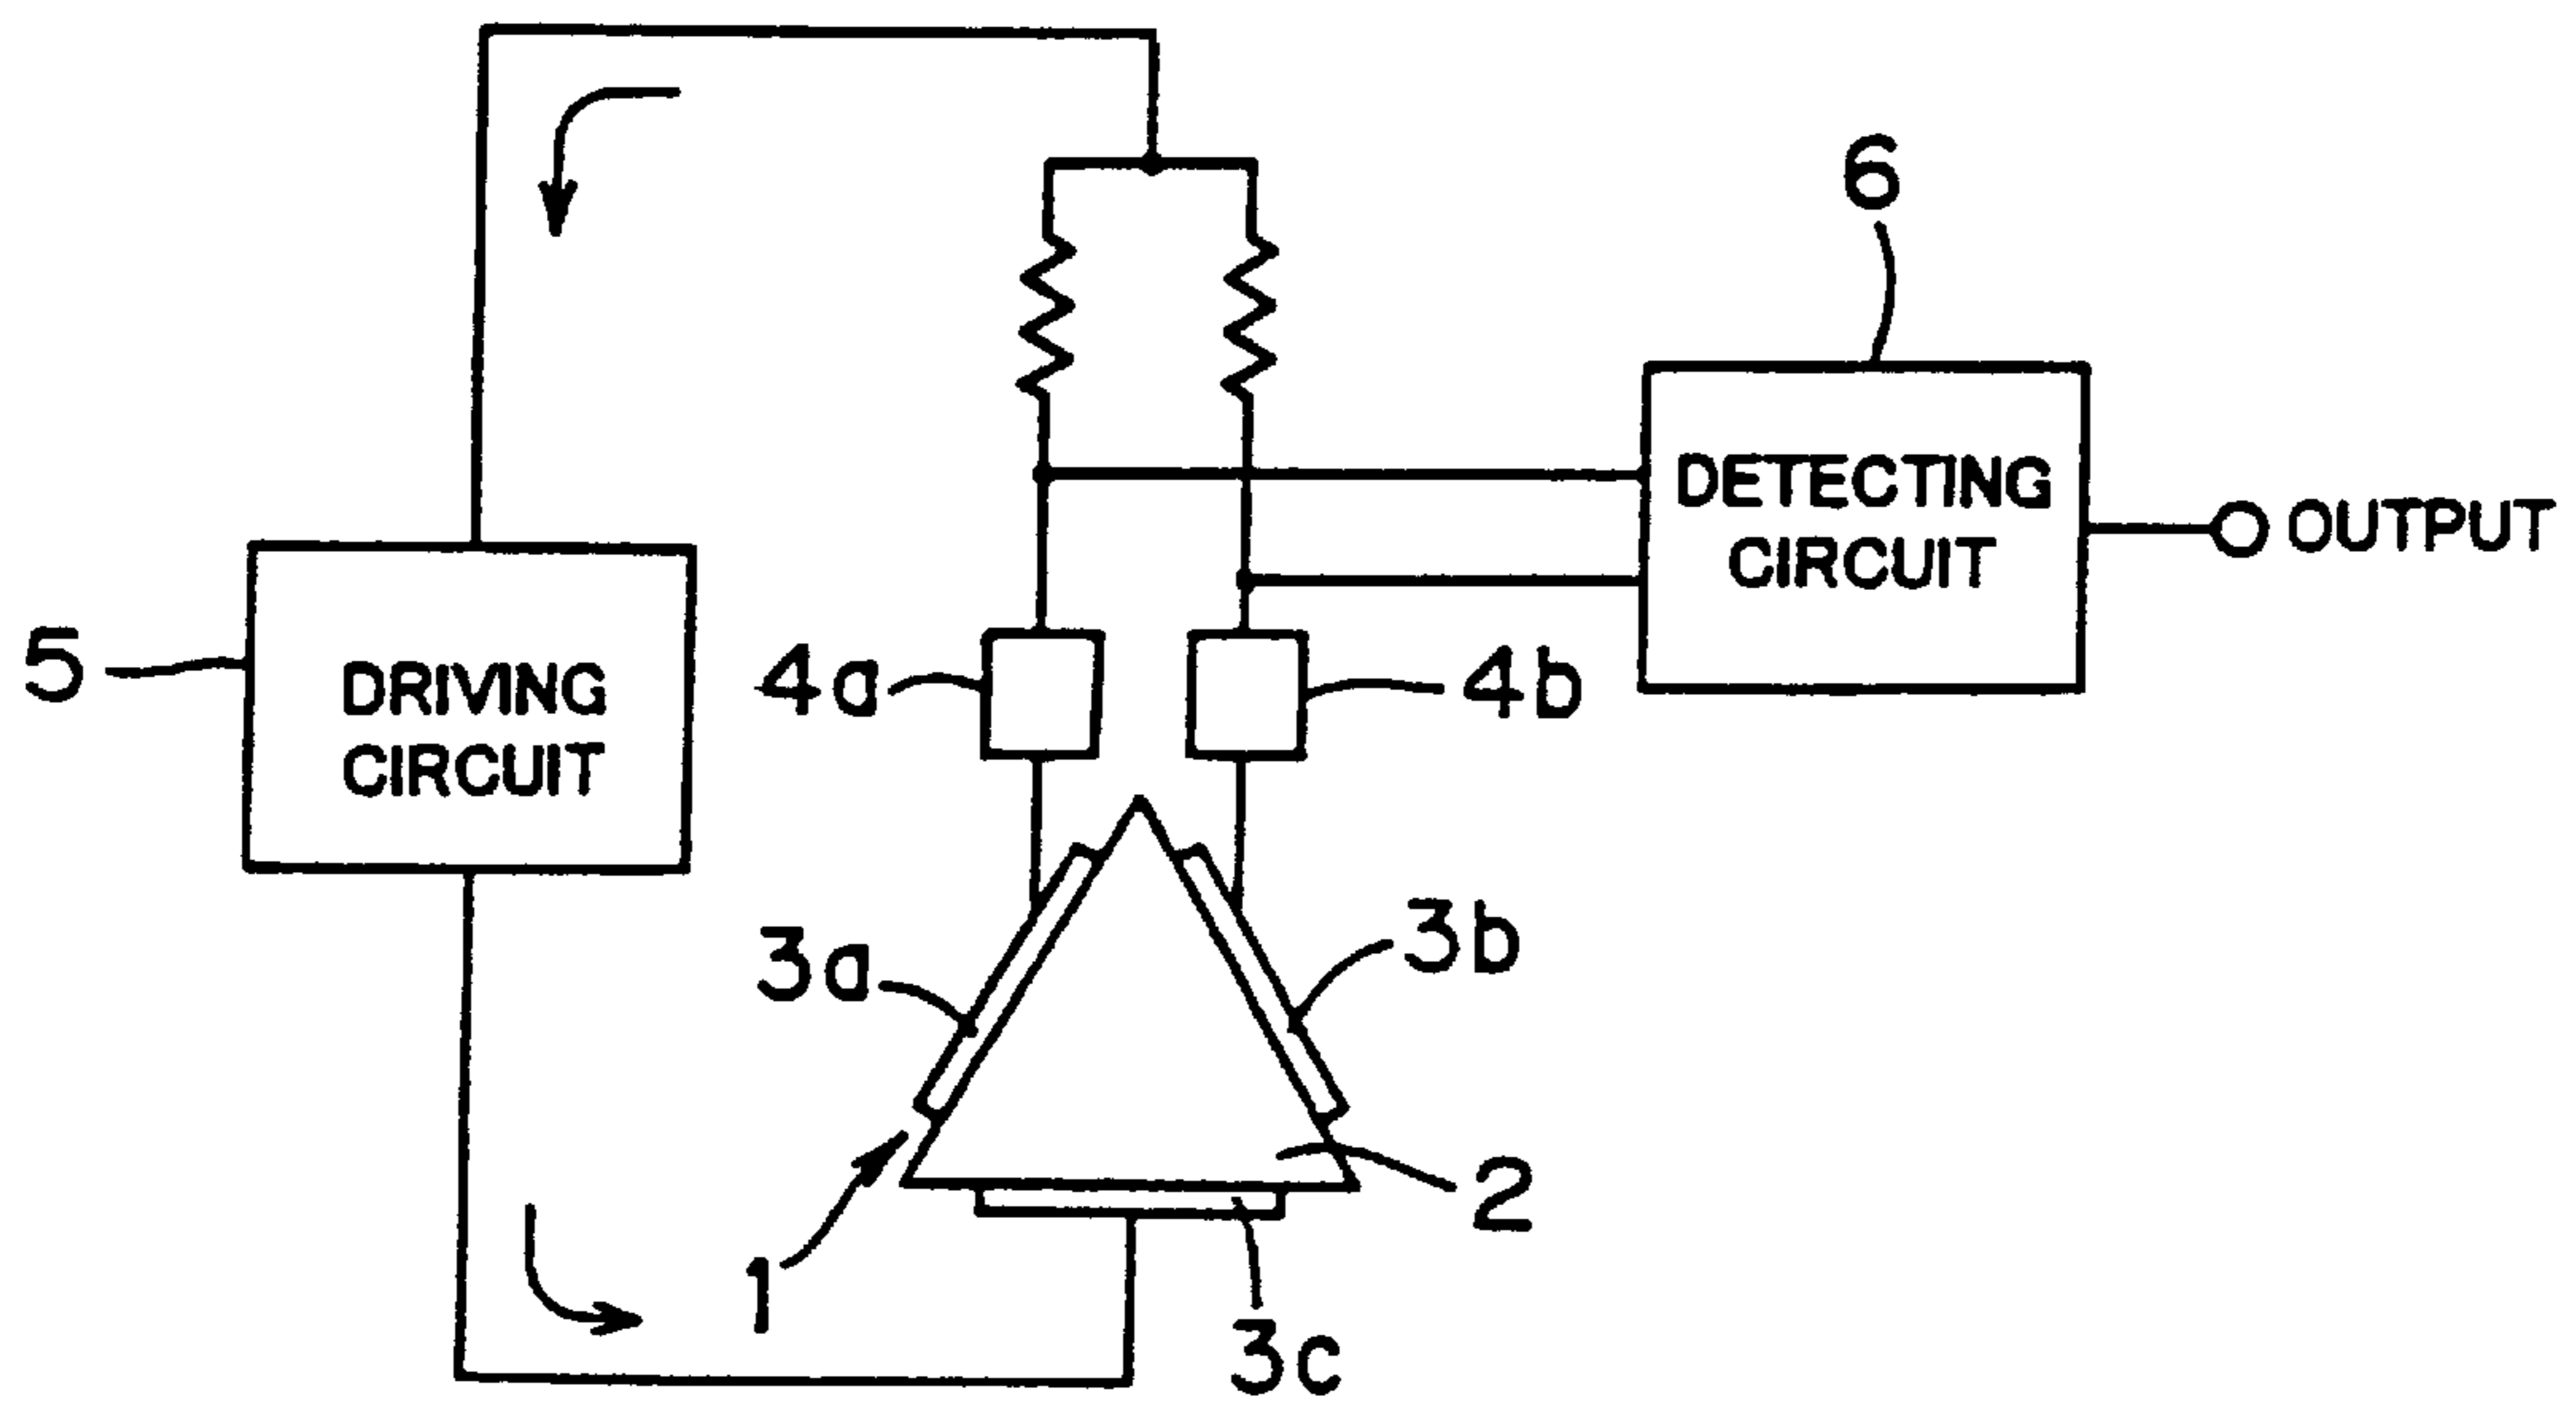 6
DETECTING
CIRCUIT
OUTPUT
5
DRIVING
CIRCUIT
4a
4b
3a
3b
2
1
3c